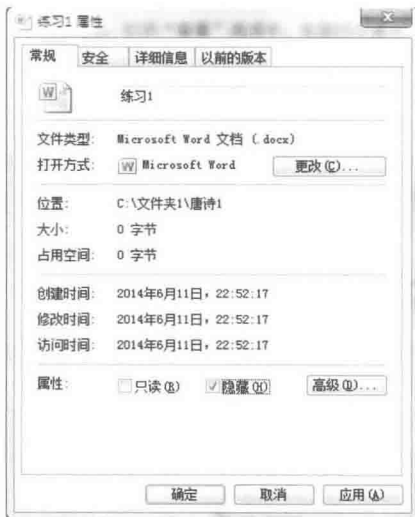 练习1 属性
常规 安全 详细信息 以前的版本
练习1
文件类型: Microsoft Word 文档 (.docx)
打开方式: Microsoft Word 更改(C)...
位置: C:\文件夹1\唐诗1
大小: 0 字节
占用空间: 0 字节
创建时间: 2014年6月11日，22:52:17
修改时间: 2014年6月11日，22:52:17
访问时间: 2014年6月11日，22:52:17
属性: 只读(R) 隐藏(H) 高级(D)...
确定 取消 应用(A)